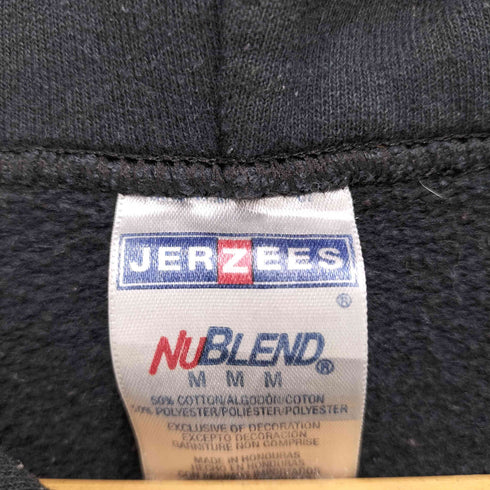 JERZEES
®
NUBLEND®
M M M
50% COTTON/ALGODÓN/COTON
50% POLYESTER/POLIÉSTER/POLYESTER
EXCLUSIVE OF DECORATION
EXCEPTO DECORACIÓN
GARNITURE NON COMPRISE
MADE IN HONDURAS
HECHO EN HONDURAS